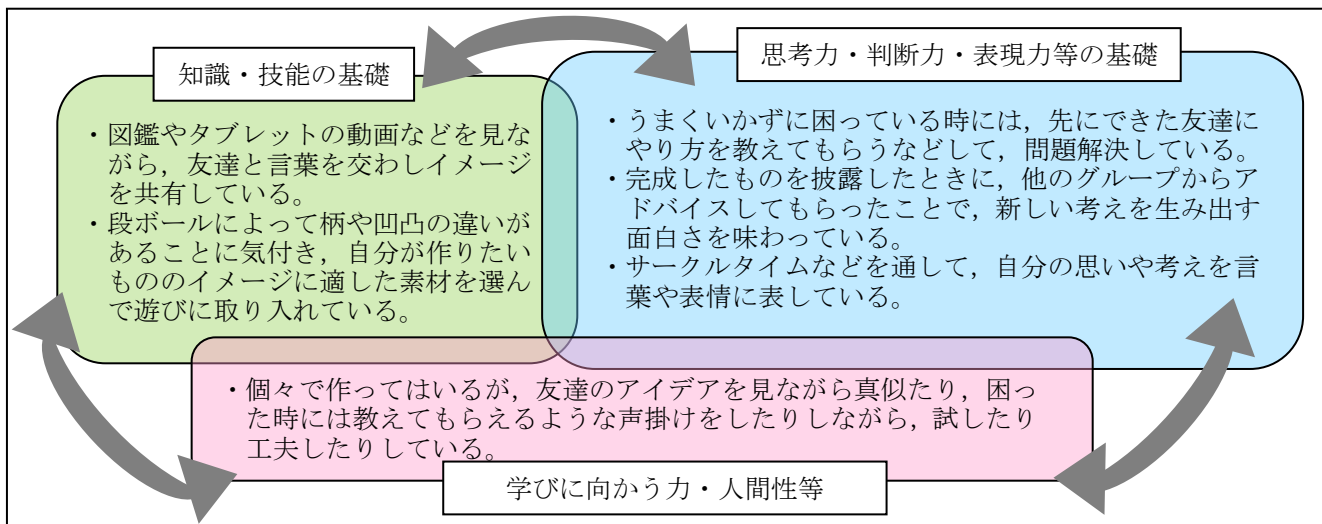 知識・技能の基礎
・図鑑やタブレットの動画などを見な
がら，友達と言葉を交わしイメージ
を共有している。
・段ボールによって柄や凹凸の違いが
あることに気付き，自分が作りたい
もののイメージに適した素材を選ん
で遊びに取り入れている。
思考力・判断力・表現力等の基礎
・うまくいかずに困っている時には，先にできた友達に
やり方を教えてもらうなどして，問題解決している。
・完成したものを披露したときに，他のグループからア
ドバイスしてもらったことで，新しい考えを生み出す
面白さを味わっている。
・サークルタイムなどを通して，自分の思いや考えを言
葉や表情に表している。
・個々で作ってはいるが，友達のアイデアを見ながら真似たり，困っ
た時には教えてもらえるような声掛けをしたりしながら，試したり
工夫したりしている。
学びに向かう力・人間性等